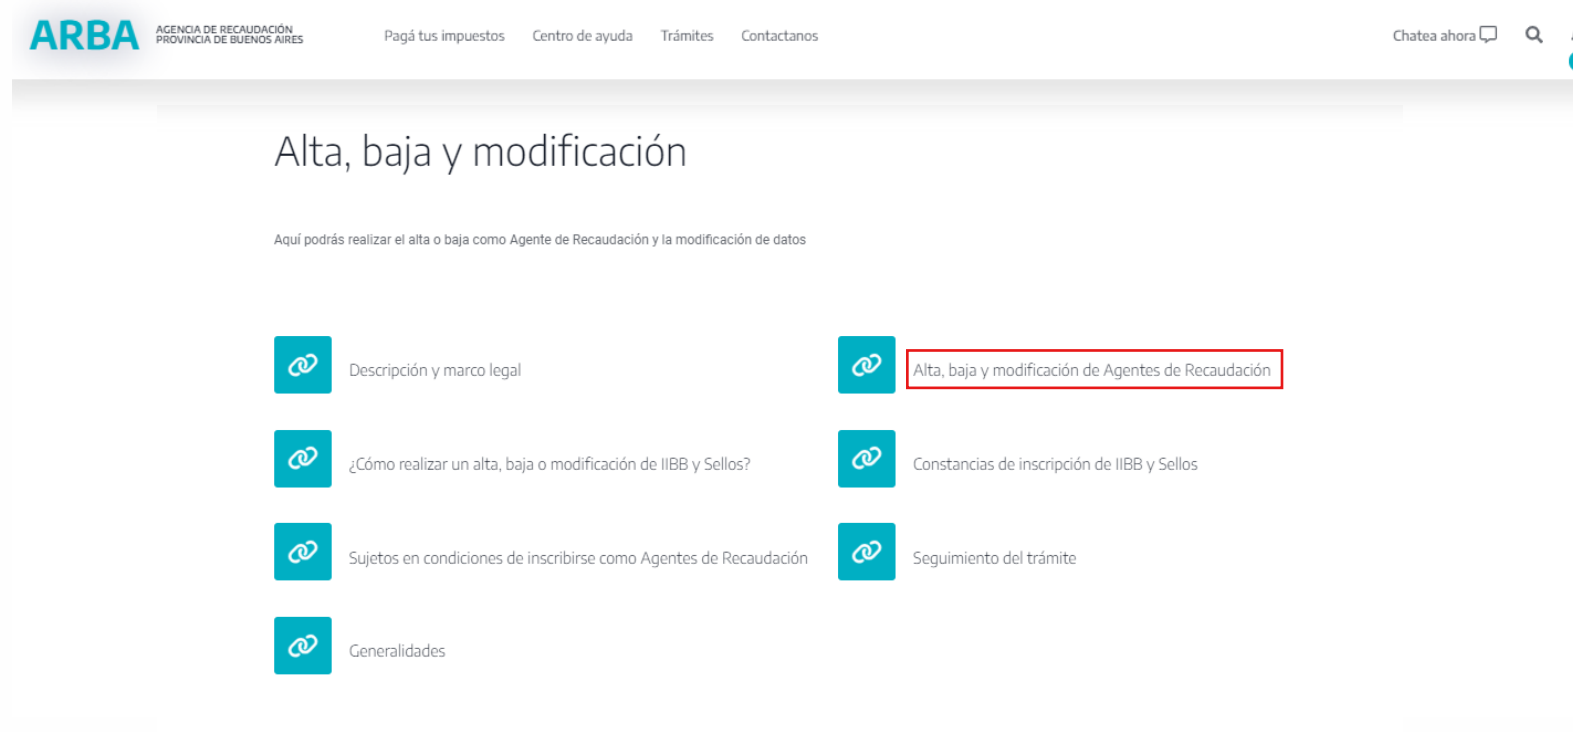 ARBA
AGENCIA DE RECAUDACIÓN
PROVINCIA DE BUENOS AIRES
Pagá tus impuestos
Centro de ayuda
Trámites
Contactanos
Chatea ahora
Alta, baja y modificación
Aquí podrás realizar el alta o baja como Agente de Recaudación y la modificación de datos
Descripción y marco legal
Alta, baja y modificación de Agentes de Recaudación
¿Cómo realizar un alta, baja o modificación de IIBB y Sellos?
Constancias de inscripción de IIBB y Sellos
Sujetos en condiciones de inscribirse como Agentes de Recaudación
Seguimiento del trámite
Generalidades